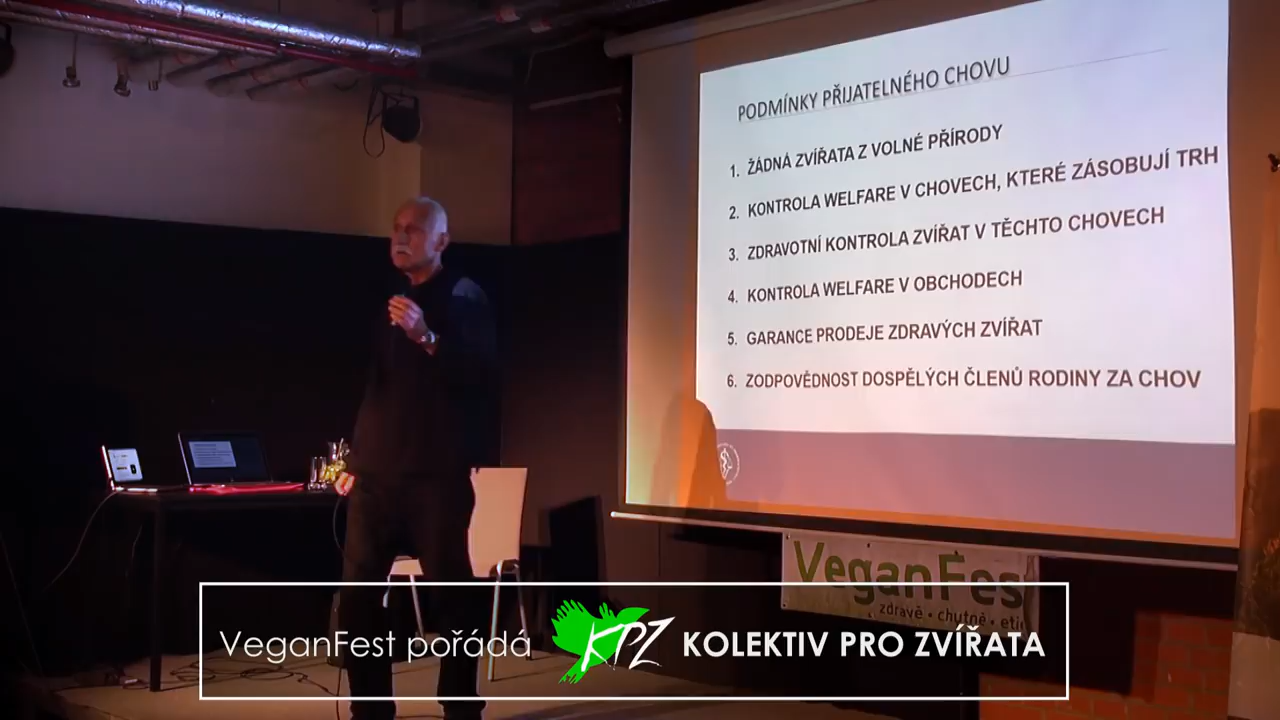 PODMÍNKY PŘIJATELNÉHO CHOVU
1. ŽÁDNÁ ZVÍŘATA Z VOLNÉ PŘÍRODY
2. KONTROLA WELFARE V CHOVECH, KTERÉ ZÁSOBUJÍ TRH
3. ZDRAVOTNÍ KONTROLA ZVÍŘAT V TĚCHTO CHOVECH
4. KONTROLA WELFARE V OBCHODECH
5. GARANCE PRODEJE ZDRAVÝCH ZVÍŘAT
6. ZODPOVĚDNOST DOSPĚLÝCH ČLENŮ RODINY ZA CHOV
VeganFes
zdravě • chutně • etic
VeganFest pořádá KPZ KOLEKTIV PRO ZVÍŘATA